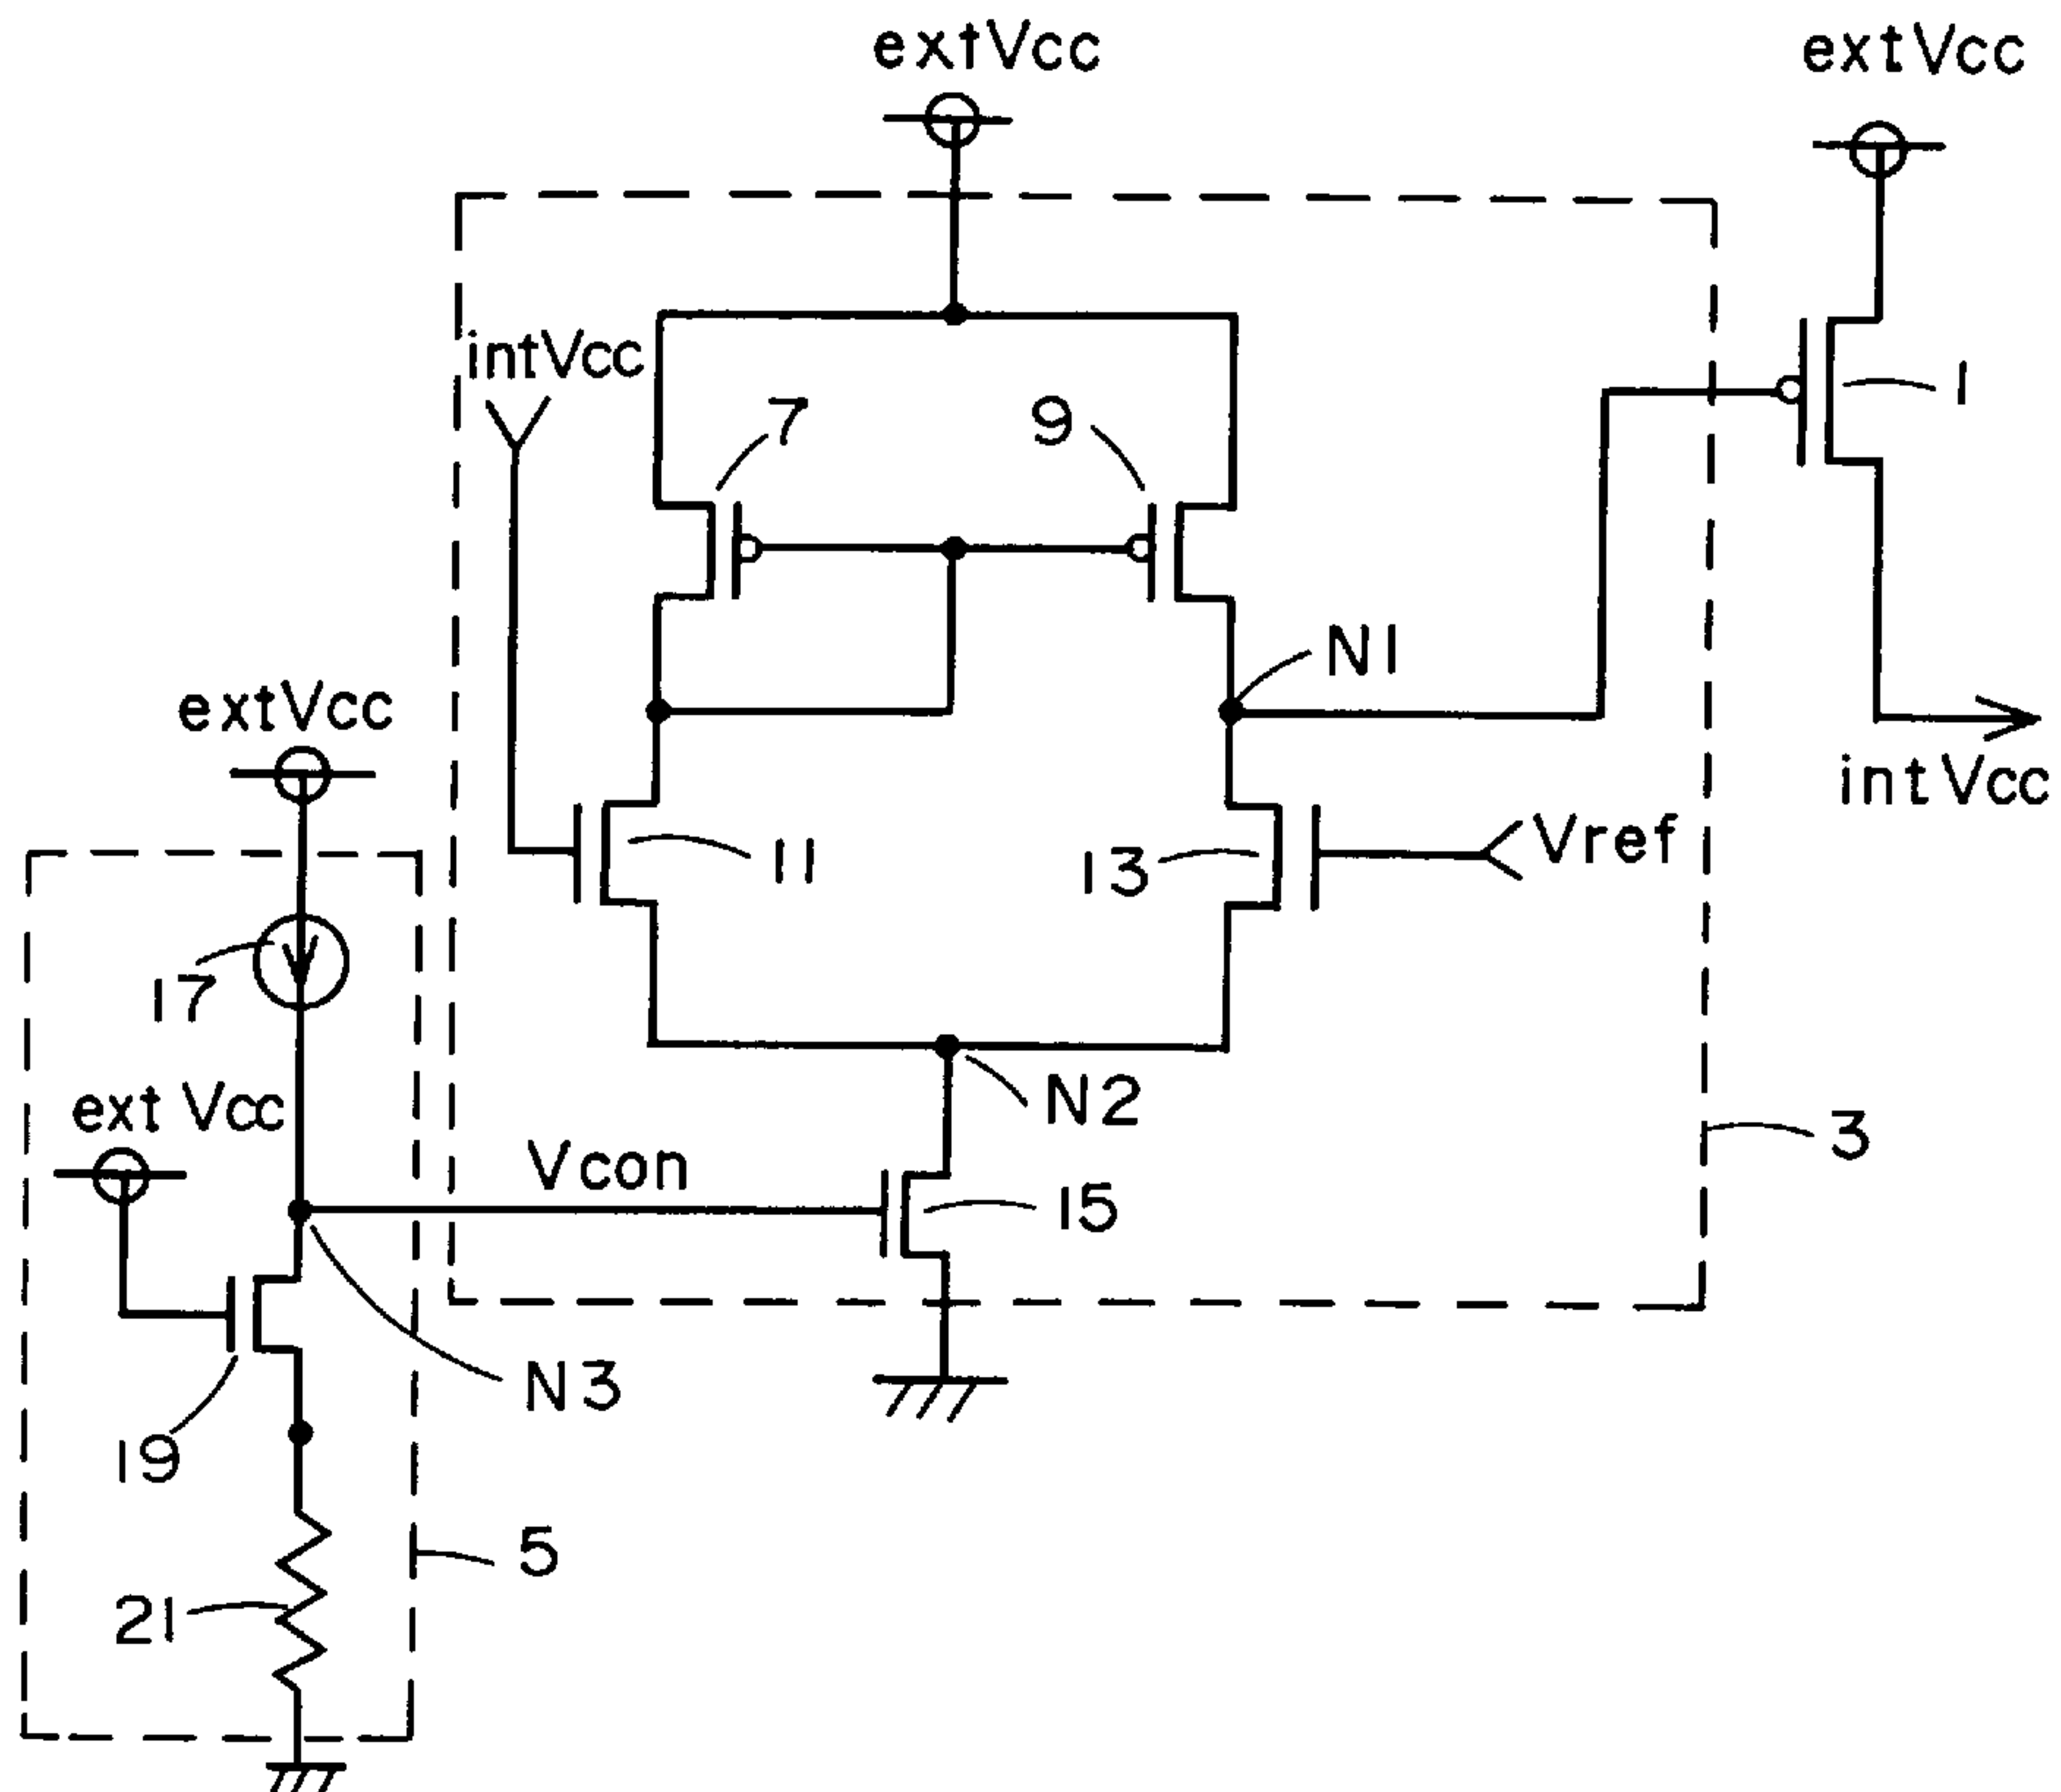 extVcc
extVcc
intVcc
7
9
1
N1
extVcc
intVcc
11
13
Vref
17
ext Vcc
N2
3
Vcon
15
N3
19
5
21